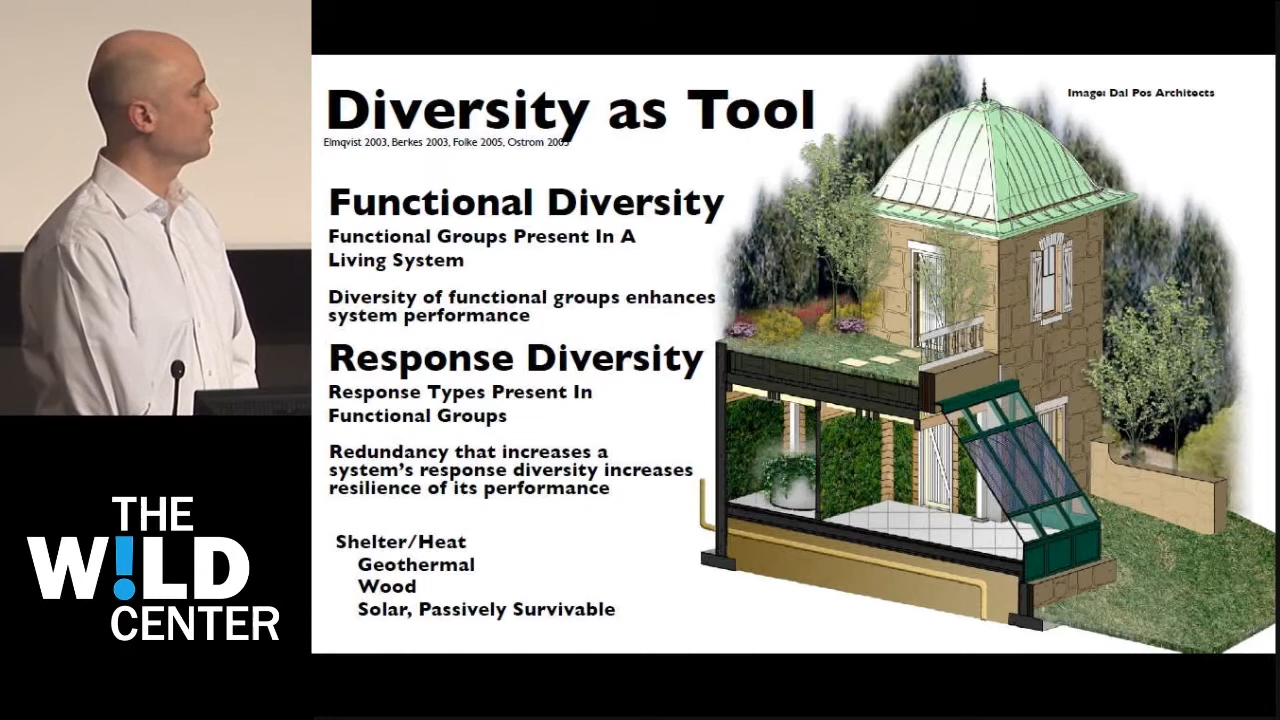 Diversity as Tool
Elmqvist 2003, Berkes 2003, Folke 2005, Ostrom 2005
Image: Dal Pos Architects
Functional Diversity
Functional Groups Present In A
Living System
Diversity of functional groups enhances
system performance
Response Diversity
Response Types Present In
Functional Groups
Redundancy that increases a
system's response diversity increases
resilience of its performance
Shelter/Heat
Geothermal
Wood
Solar, Passively Survivable
THE
W!LD
CENTER